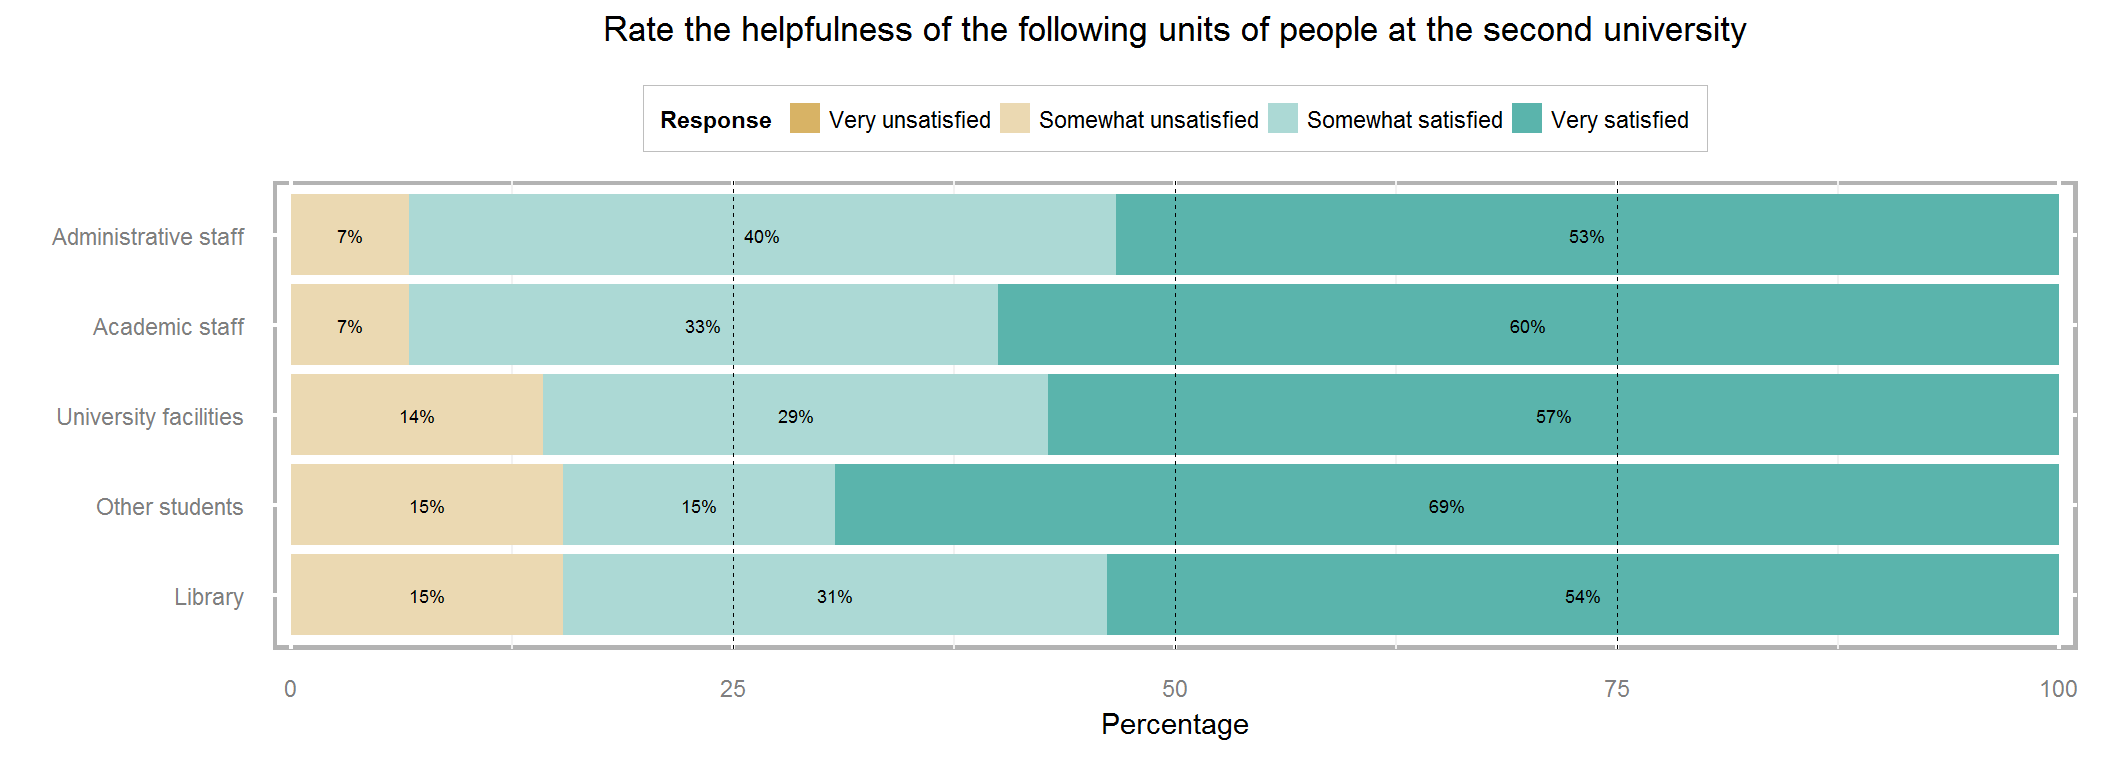 Rate the helpfulness of the following units of people at the second university
Response Very unsatisfied Somewhat unsatisfied Somewhat satisfied Very satisfied
Administrative staff 7% 40% 53%
Academic staff 7% 33% 60%
University facilities 14% 29% 57%
Other students 15% 15% 69%
Library 15% 31% 54%
0 25 50 75 100
Percentage